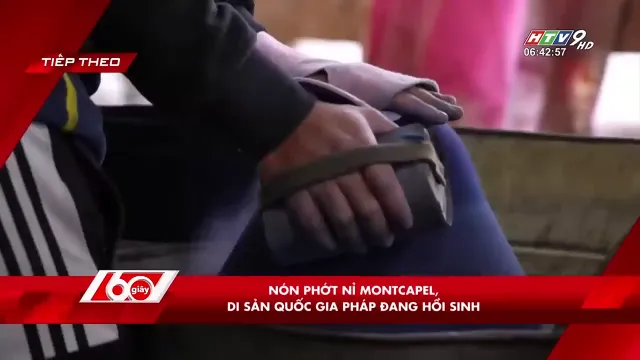 TIẾP THEO
HTV9 HD
06:42:57
60 giây
NÓN PHỚT NỈ MONTCAPEL,
DI SẢN QUỐC GIA PHÁP ĐANG HỒI SINH